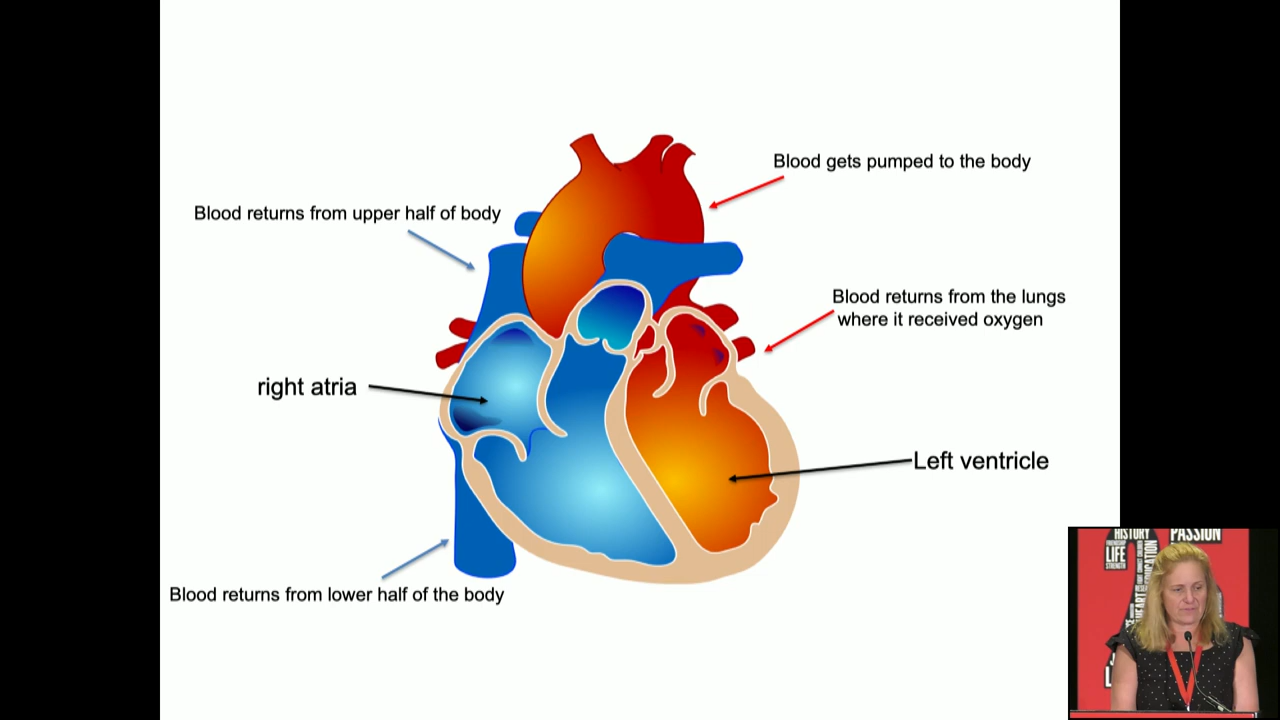 Blood gets pumped to the body
Blood returns from upper half of body
Blood returns from the lungs
where it received oxygen
right atria
Left ventricle
Blood returns from lower half of the body
HISTORY
PASSION
LIFE
STRENGTH